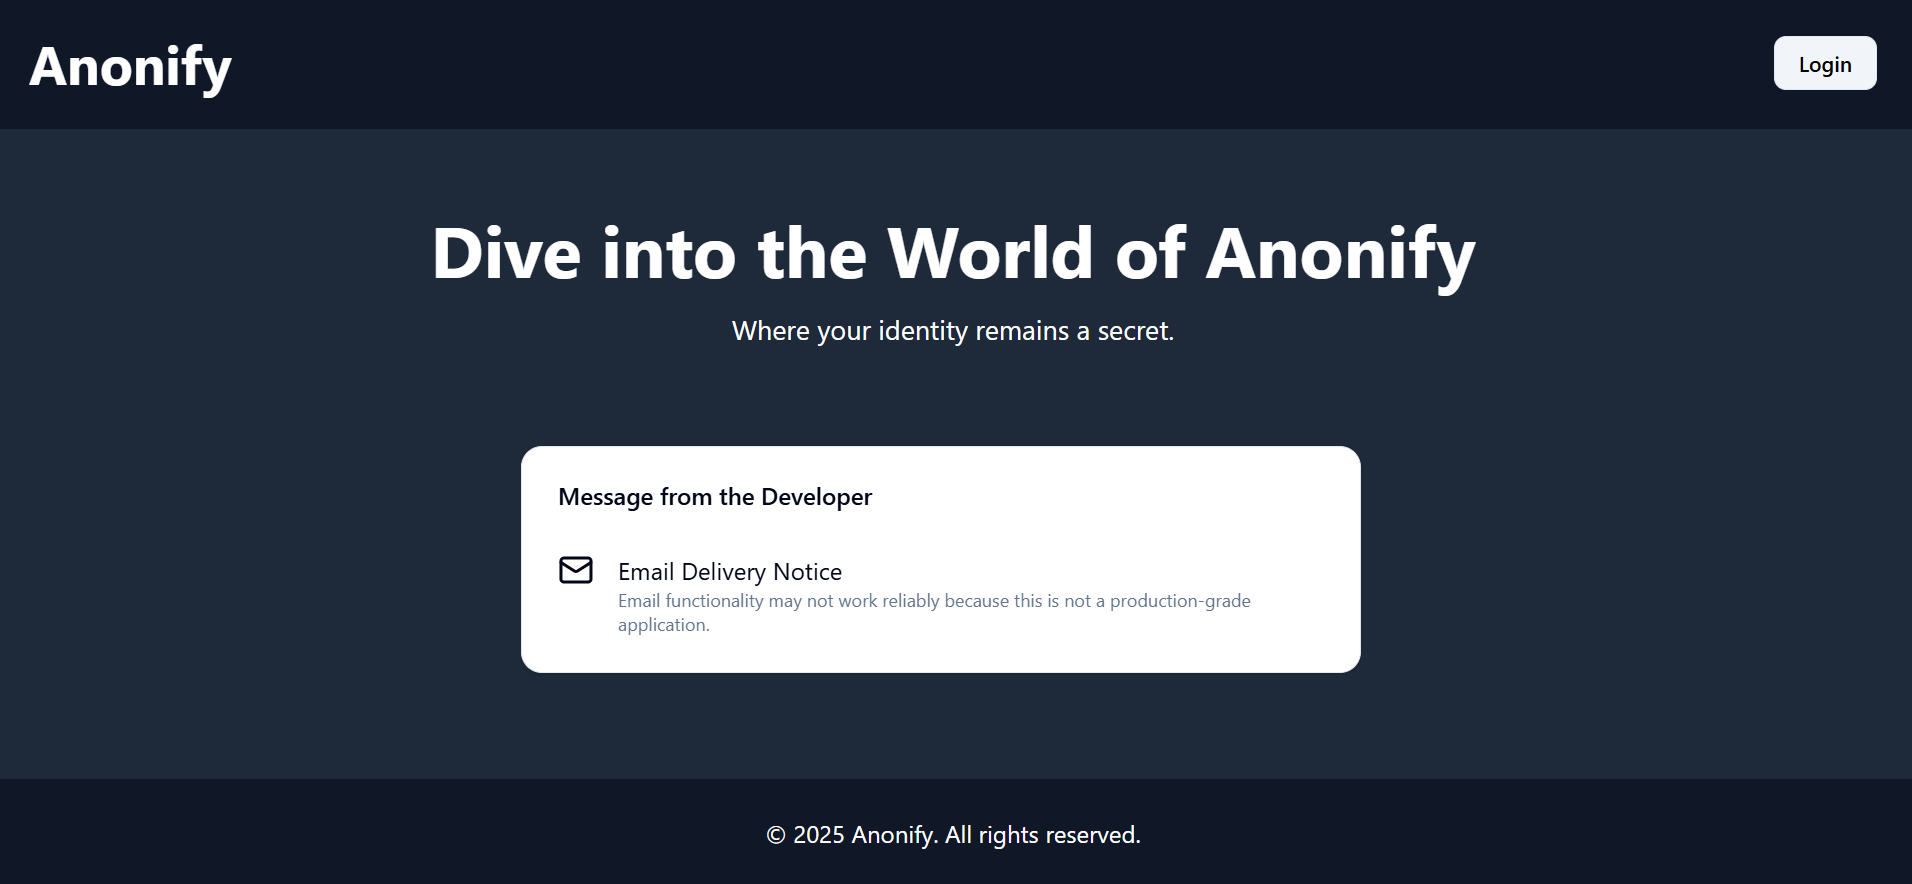 Anonify
Login
Dive into the World of Anonify
Where your identity remains a secret.
Message from the Developer
Email Delivery Notice
Email functionality may not work reliably because this is not a production-grade
application.
© 2025 Anonify. All rights reserved.